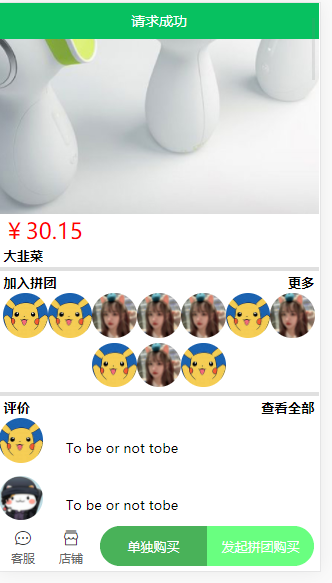 请求成功
￥30.15
大韭菜
加入拼团 更多
评价 查看全部
To be or not tobe
To be or not tobe
客服 店铺 单独购买 发起拼团购买